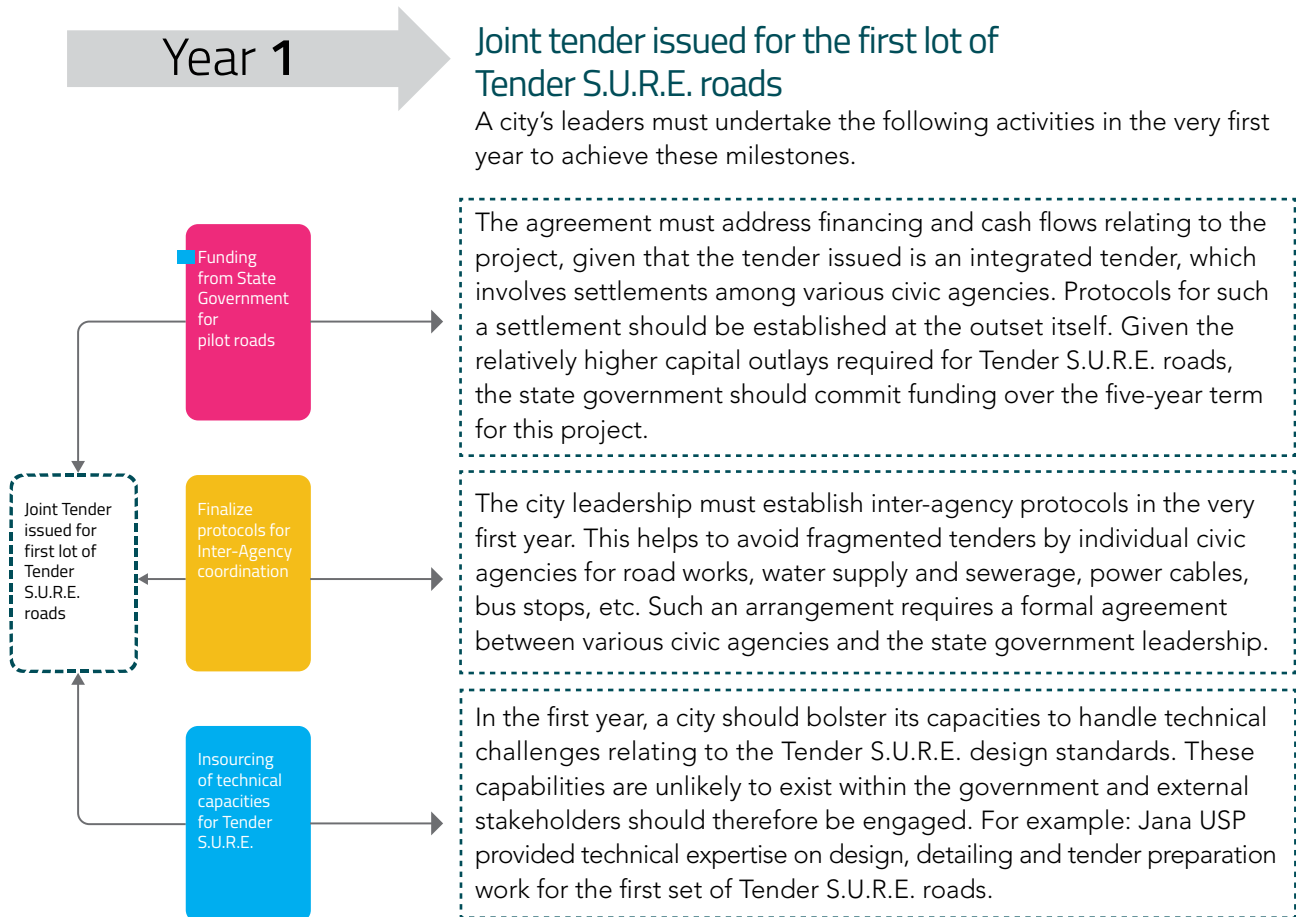 Year 1
Joint tender issued for the first lot of
Tender S.U.R.E. roads
A city's leaders must undertake the following activities in the very first
year to achieve these milestones.
Funding
from State
Government
for
pilot roads
The agreement must address financing and cash flows relating to the
project, given that the tender issued is an integrated tender, which
involves settlements among various civic agencies. Protocols for such
a settlement should be established at the outset itself. Given the
relatively higher capital outlays required for Tender S.U.R.E. roads,
the state government should commit funding over the five-year term
for this project.
Joint Tender
issued for
first lot of
Tender
S.U.R.E.
roads
Finalize
protocols for
Inter-Agency
coordination
The city leadership must establish inter-agency protocols in the very
first year. This helps to avoid fragmented tenders by individual civic
agencies for road works, water supply and sewerage, power cables,
bus stops, etc. Such an arrangement requires a formal agreement
between various civic agencies and the state government leadership.
Insourcing
of technical
capacities
for Tender
S.U.R.E.
In the first year, a city should bolster its capacities to handle technical
challenges relating to the Tender S.U.R.E. design standards. These
capabilities are unlikely to exist within the government and external
stakeholders should therefore be engaged. For example: Jana USP
provided technical expertise on design, detailing and tender preparation
work for the first set of Tender S.U.R.E. roads.